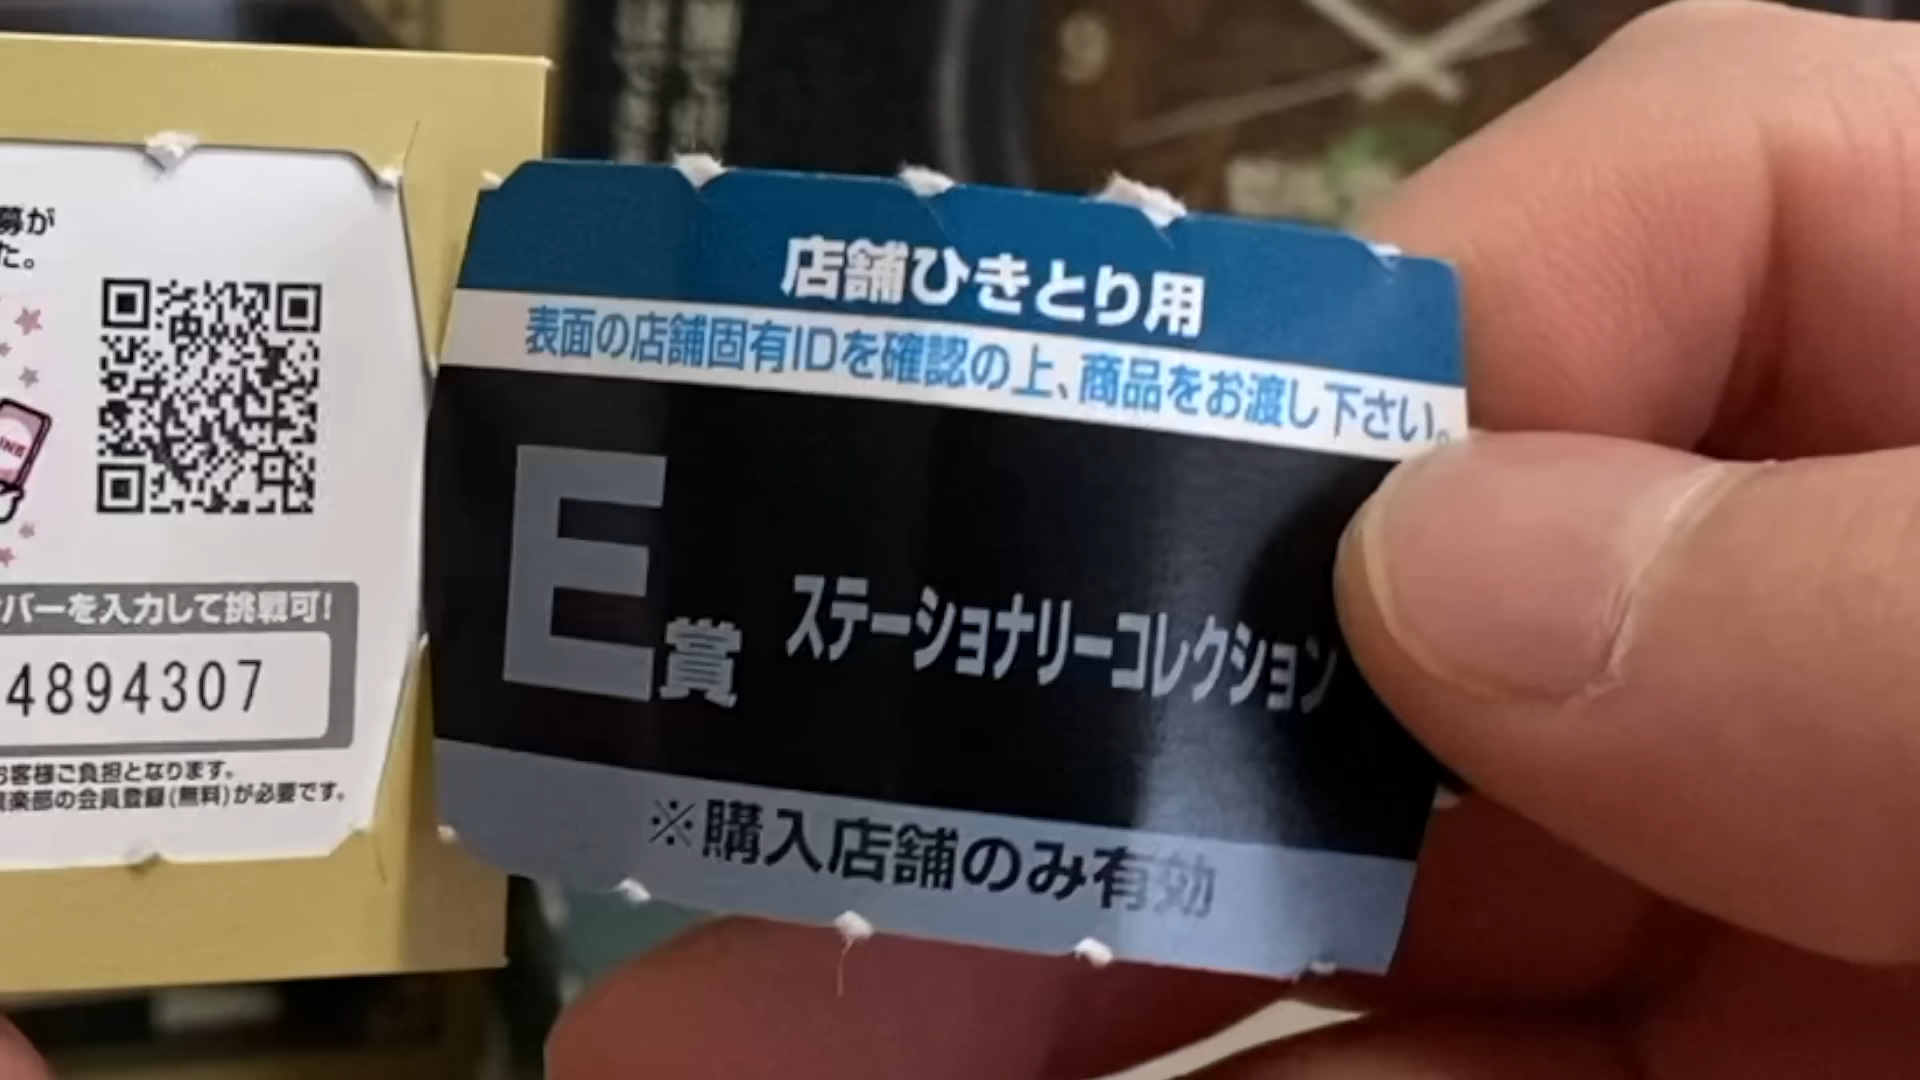 募が
た。
バーを入力して挑戦可!
4894307
お客様ご負担となります。
倶楽部の会員登録(無料)が必要です。
店舗ひきとり用
表面の店舗固有IDを確認の上、商品をお渡し下さい。
E賞 ステーショナリーコレクション
※購入店舗のみ有効
9